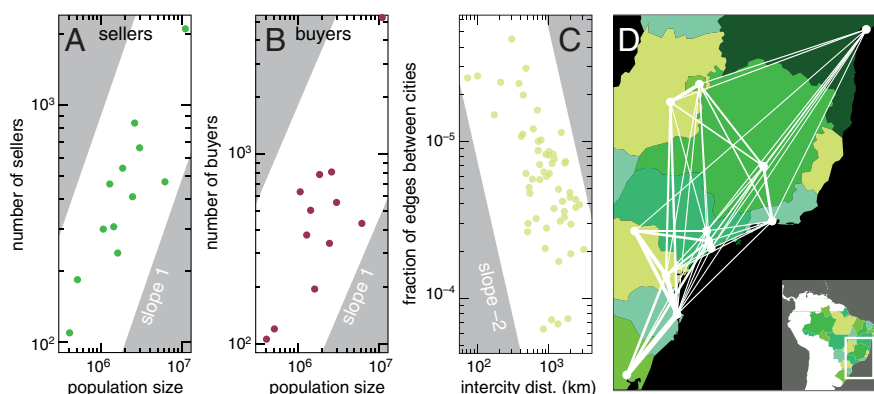 A sellers
number of sellers
10³
10²
slope 1
10⁶
10⁷
population size
B buyers
number of buyers
10³
10²
slope 1
10⁶
10⁷
population size
C
fraction of edges between cities
10⁻⁵
10⁻⁴
slope −2
10²
10³
intercity dist. (km)
D